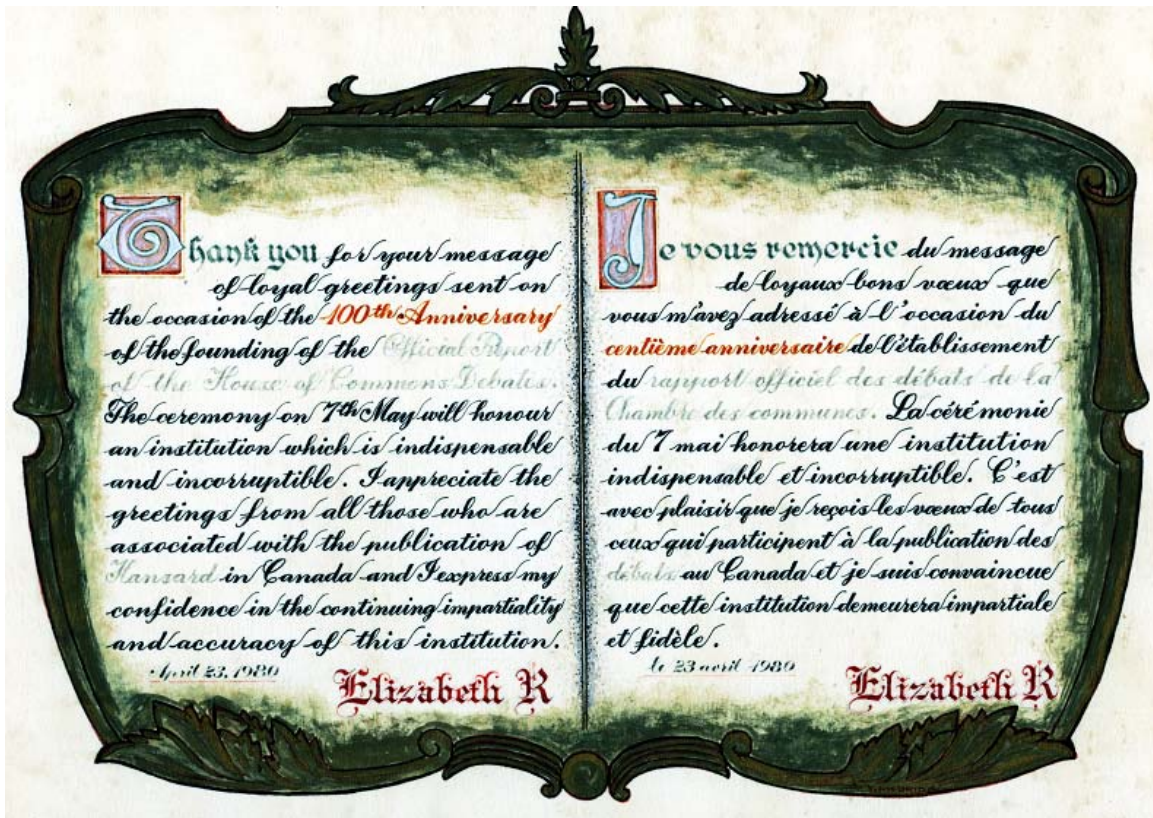 Thank you for your message
of loyal greetings sent on
the occasion of the 100th Anniversary
of the founding of the Official Report
of the House of Commons Debates.
The ceremony on 7th May will honour
an institution which is indispensable
and incorruptible. I appreciate the
greetings from all those who are
associated with the publication of
Hansard in Canada and I express my
confidence in the continuing impartiality
and accuracy of this institution.
April 23, 1980
Elizabeth R
Je vous remercie du message
de loyaux bons vœux que
vous m'avez adressé à l'occasion du
centième anniversaire de l'établissement
du rapport officiel des débats de la
Chambre des communes. La cérémonie
du 7 mai honorera une institution
indispensable et incorruptible. C'est
avec plaisir que je reçois les vœux de tous
ceux qui participent à la publication des
débats au Canada et je suis convaincue
que cette institution demeurera impartiale
et fidèle.
le 23 avril 1980
Elizabeth R